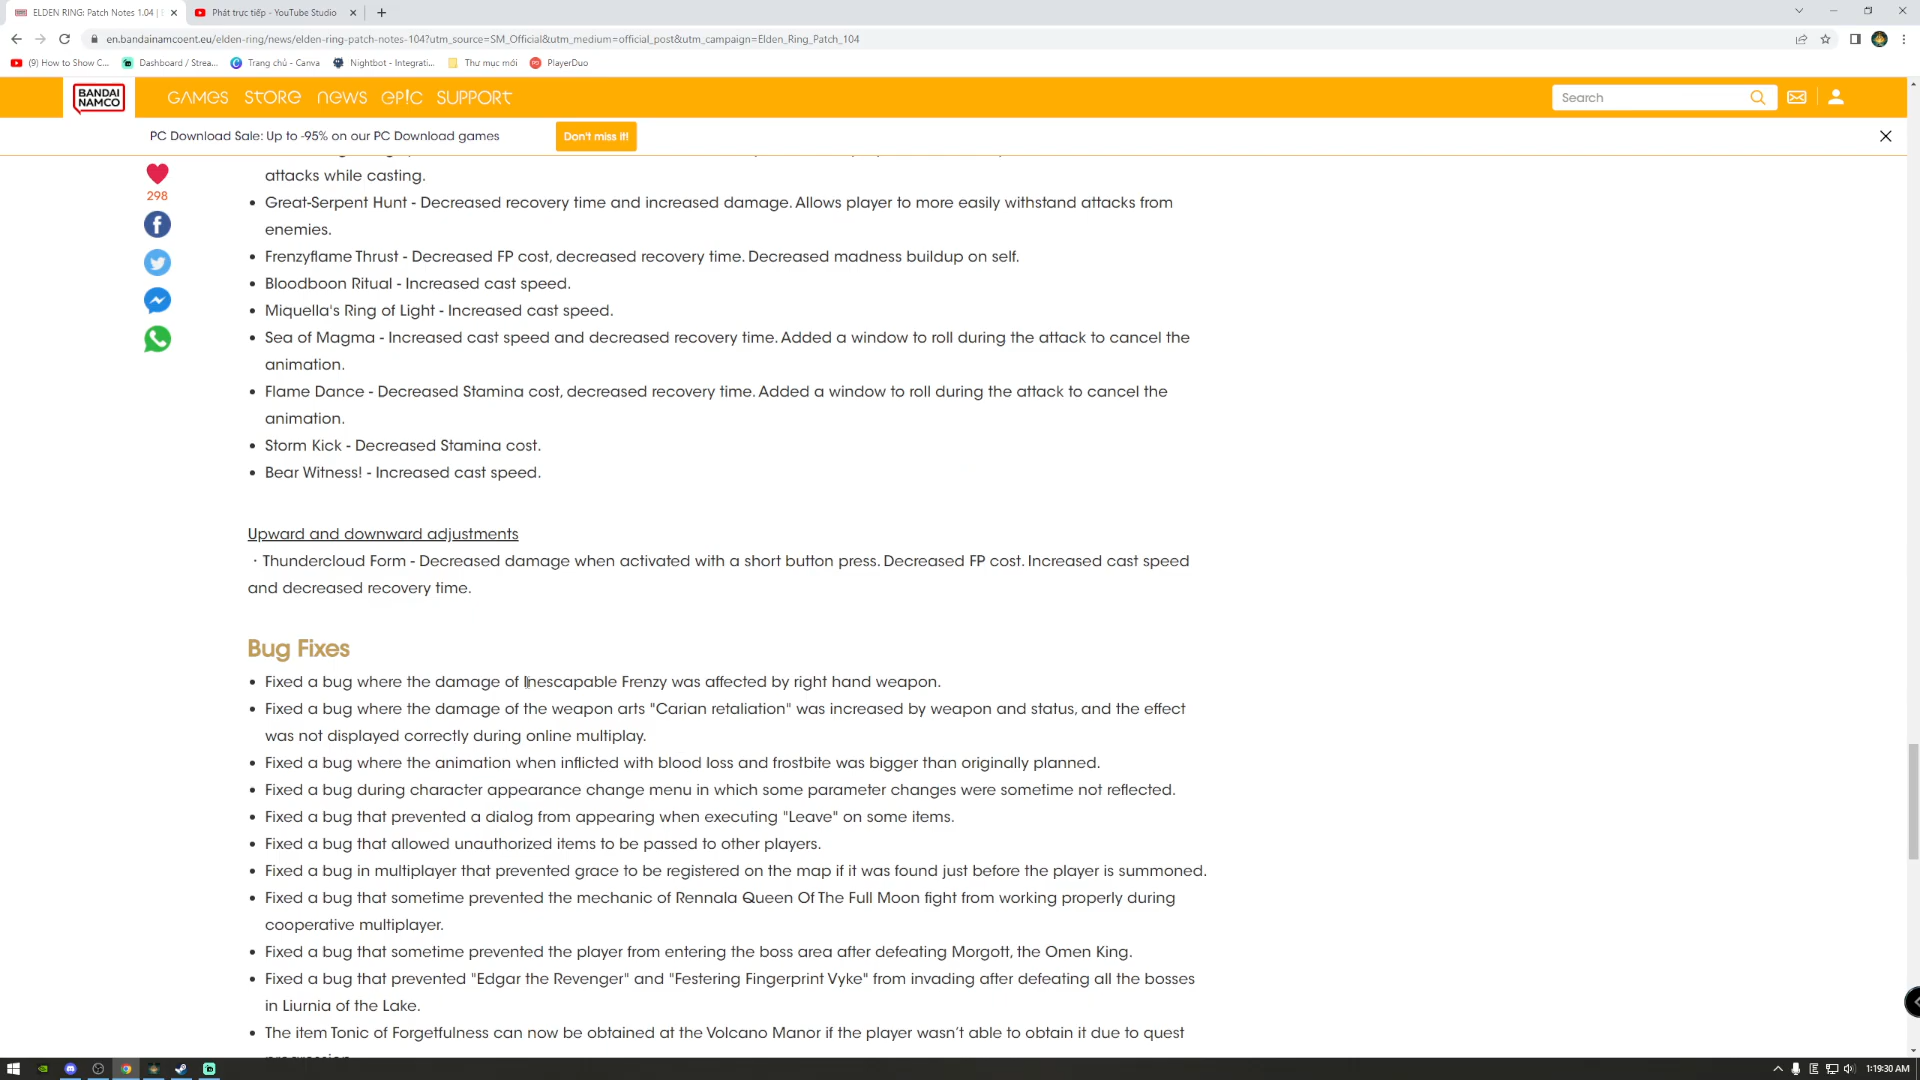 ELDEN RING: Patch Notes 1.04 |
Phát trực tiếp - YouTube Studio
en.bandainamcoent.eu/elden-ring/news/elden-ring-patch-notes-104?utm_source=SM_Official&utm_medium=official_post&utm_campaign=Elden_Ring_Patch_104
(9) How to Show C...
Dashboard / Strea...
Trang chủ - Canva
Nightbot - Integrati...
Thư mục mới
PlayerDuo
BANDAI NAMCO
GAMES STORE NEWS EPIC SUPPORT
Search
PC Download Sale: Up to -95% on our PC Download games
Don't miss it!
298
attacks while casting.
• Great-Serpent Hunt - Decreased recovery time and increased damage. Allows player to more easily withstand attacks from
enemies.
• Frenzyflame Thrust - Decreased FP cost, decreased recovery time. Decreased madness buildup on self.
• Bloodboon Ritual - Increased cast speed.
• Miquella's Ring of Light - Increased cast speed.
• Sea of Magma - Increased cast speed and decreased recovery time. Added a window to roll during the attack to cancel the
animation.
• Flame Dance - Decreased Stamina cost, decreased recovery time. Added a window to roll during the attack to cancel the
animation.
• Storm Kick - Decreased Stamina cost.
• Bear Witness! - Increased cast speed.
Upward and downward adjustments
・Thundercloud Form - Decreased damage when activated with a short button press. Decreased FP cost. Increased cast speed
and decreased recovery time.
Bug Fixes
• Fixed a bug where the damage of Inescapable Frenzy was affected by right hand weapon.
• Fixed a bug where the damage of the weapon arts "Carian retaliation" was increased by weapon and status, and the effect
was not displayed correctly during online multiplay.
• Fixed a bug where the animation when inflicted with blood loss and frostbite was bigger than originally planned.
• Fixed a bug during character appearance change menu in which some parameter changes were sometime not reflected.
• Fixed a bug that prevented a dialog from appearing when executing "Leave" on some items.
• Fixed a bug that allowed unauthorized items to be passed to other players.
• Fixed a bug in multiplayer that prevented grace to be registered on the map if it was found just before the player is summoned.
• Fixed a bug that sometime prevented the mechanic of Rennala Queen Of The Full Moon fight from working properly during
cooperative multiplayer.
• Fixed a bug that sometime prevented the player from entering the boss area after defeating Morgott, the Omen King.
• Fixed a bug that prevented "Edgar the Revenger" and "Festering Fingerprint Vyke" from invading after defeating all the bosses
in Liurnia of the Lake.
• The item Tonic of Forgetfulness can now be obtained at the Volcano Manor if the player wasn't able to obtain it due to quest
1:19:30 AM